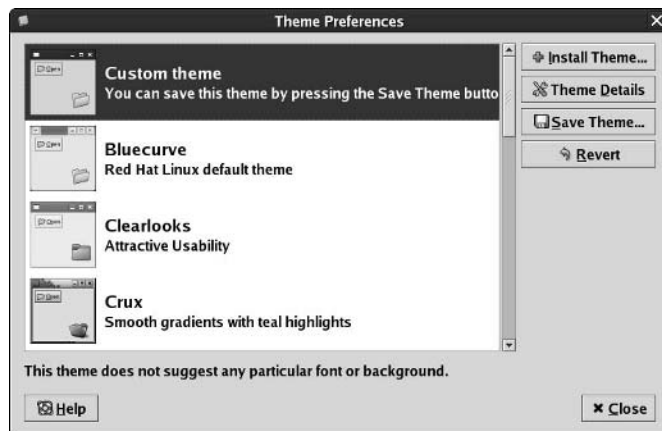 Theme Preferences
Custom theme
You can save this theme by pressing the Save Theme butto
Bluecurve
Red Hat Linux default theme
Clearlooks
Attractive Usability
Crux
Smooth gradients with teal highlights
Install Theme...
Theme Details
Save Theme...
Revert
This theme does not suggest any particular font or background.
Help
Close